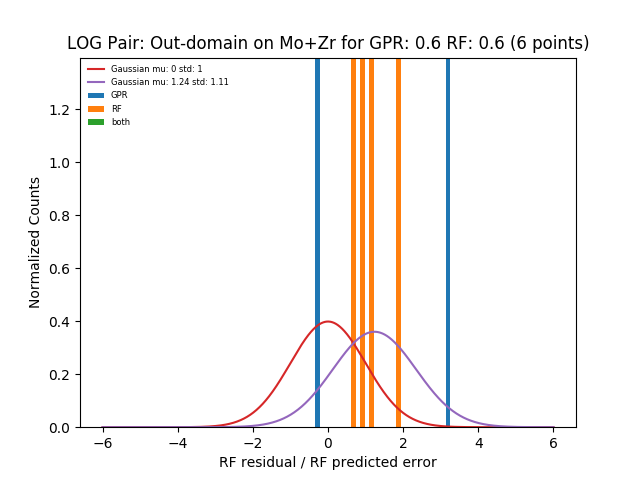 LOG Pair: Out-domain on Mo+Zr for GPR: 0.6 RF: 0.6 (6 points)
Gaussian mu: 0 std: 1
Gaussian mu: 1.24 std: 1.11
GPR
RF
both
Normalized Counts
1.2
1.0
0.8
0.6
0.4
0.2
0.0
−6 −4 −2 0 2 4 6
RF residual / RF predicted error